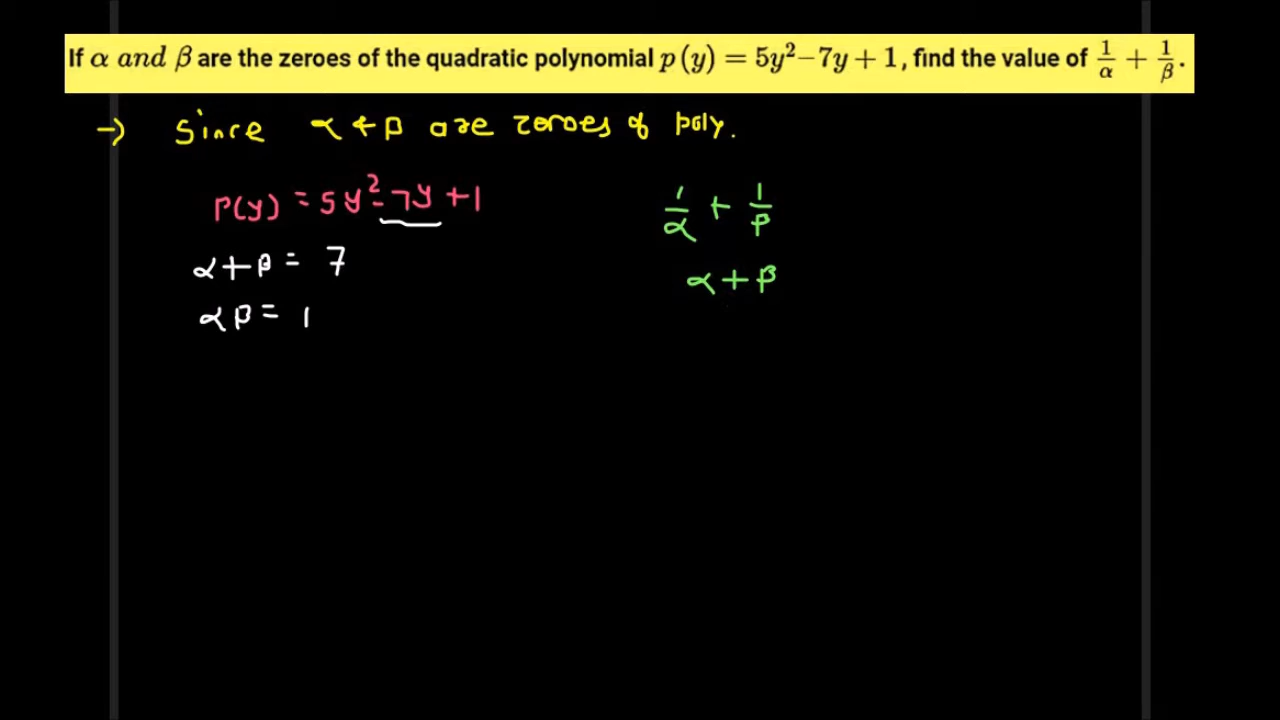 If α and β are the zeroes of the quadratic polynomial p (y) = 5y²−7y + 1, find the value of 1/α + 1/β.
→ Since α & β are zeroes of poly.
P(y) = 5y² - 7y + 1
1/α + 1/β
α + β = 7
α + β
αβ = 1